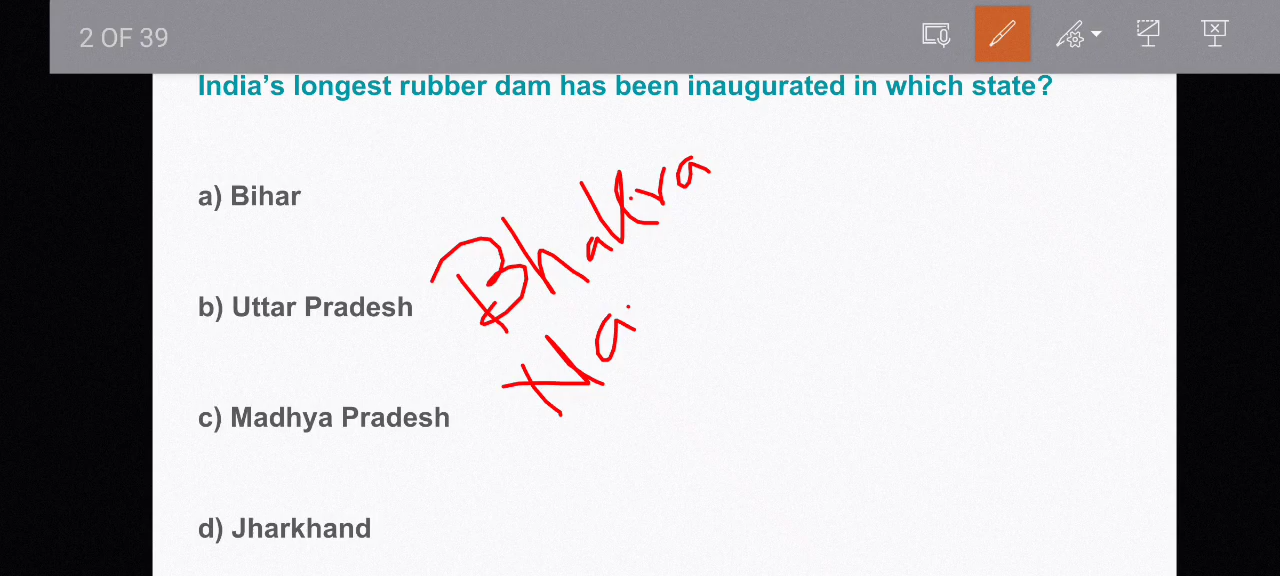 2 OF 39
India’s longest rubber dam has been inaugurated in which state?
a) Bihar
b) Uttar Pradesh
c) Madhya Pradesh
d) Jharkhand
Bhakra
Na